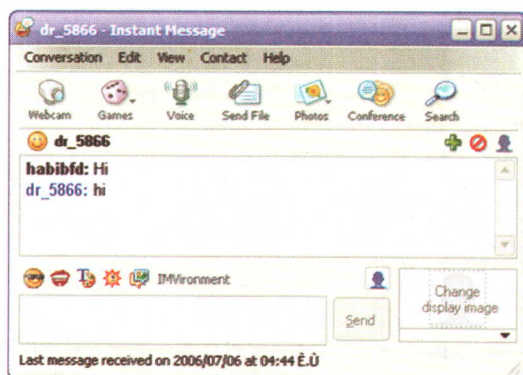 dr_5866 - Instant Message
Conversation Edit View Contact Help
Webcam Games Voice Send File Photos Conference Search
dr_5866
habibfd: Hi
dr_5866: hi
IMVironment
Send
Change
display image
Last message received on 2006/07/06 at 04:44 È.Û